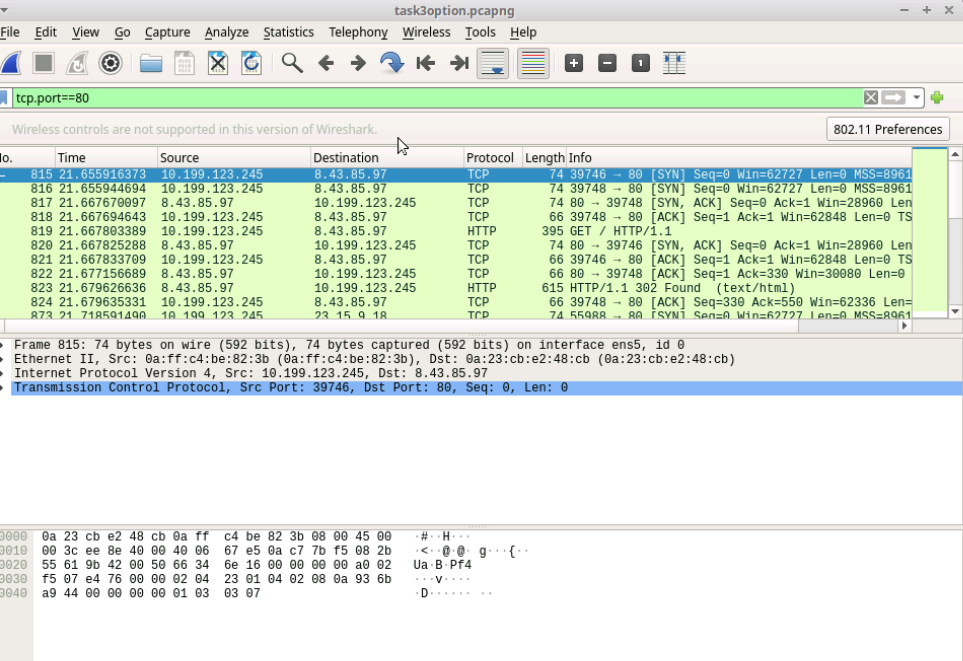 task3option.pcapng
File Edit View Go Capture Analyze Statistics Telephony Wireless Tools Help
tcp.port==80
Wireless controls are not supported in this version of Wireshark. 802.11 Preferences
No. Time Source Destination Protocol Length Info
815 21.655916373 10.199.123.245 8.43.85.97 TCP 74 39746 → 80 [SYN] Seq=0 Win=62727 Len=0 MSS=8961
816 21.655944694 10.199.123.245 8.43.85.97 TCP 74 39748 → 80 [SYN] Seq=0 Win=62727 Len=0 MSS=8961
817 21.667670097 8.43.85.97 10.199.123.245 TCP 74 80 → 39748 [SYN, ACK] Seq=0 Ack=1 Win=28960 Len
818 21.667694643 10.199.123.245 8.43.85.97 TCP 66 39748 → 80 [ACK] Seq=1 Ack=1 Win=62848 Len=0 TS
819 21.667803389 10.199.123.245 8.43.85.97 HTTP 395 GET / HTTP/1.1
820 21.667825288 8.43.85.97 10.199.123.245 TCP 74 80 → 39746 [SYN, ACK] Seq=0 Ack=1 Win=28960 Len
821 21.667833709 10.199.123.245 8.43.85.97 TCP 66 39746 → 80 [ACK] Seq=1 Ack=1 Win=62848 Len=0 TS
822 21.677156689 8.43.85.97 10.199.123.245 TCP 66 80 → 39748 [ACK] Seq=1 Ack=330 Win=30080 Len=0
823 21.679626636 8.43.85.97 10.199.123.245 HTTP 615 HTTP/1.1 302 Found (text/html)
824 21.679635331 10.199.123.245 8.43.85.97 TCP 66 39748 → 80 [ACK] Seq=330 Ack=550 Win=62336 Len=
873 21.718591490 10.199.123.245 23.15.9.18 TCP 74 55988 → 80 [SYN] Seq=0 Win=62727 Len=0 MSS=8961
Frame 815: 74 bytes on wire (592 bits), 74 bytes captured (592 bits) on interface ens5, id 0
Ethernet II, Src: 0a:ff:c4:be:82:3b (0a:ff:c4:be:82:3b), Dst: 0a:23:cb:e2:48:cb (0a:23:cb:e2:48:cb)
Internet Protocol Version 4, Src: 10.199.123.245, Dst: 8.43.85.97
Transmission Control Protocol, Src Port: 39746, Dst Port: 80, Seq: 0, Len: 0
0000 0a 23 cb e2 48 cb 0a ff c4 be 82 3b 08 00 45 00 ·#··H···
0010 00 3c ee 8e 40 00 40 06 67 e5 0a c7 7b f5 08 2b ·<··@·@· g···{··
0020 55 61 9b 42 00 50 66 34 6e 16 00 00 00 00 a0 02 Ua·B·Pf4
0030 f5 07 e4 76 00 00 02 04 23 01 04 02 08 0a 93 6b ···v····
0040 a9 44 00 00 00 00 01 03 03 07 ·D······ ··